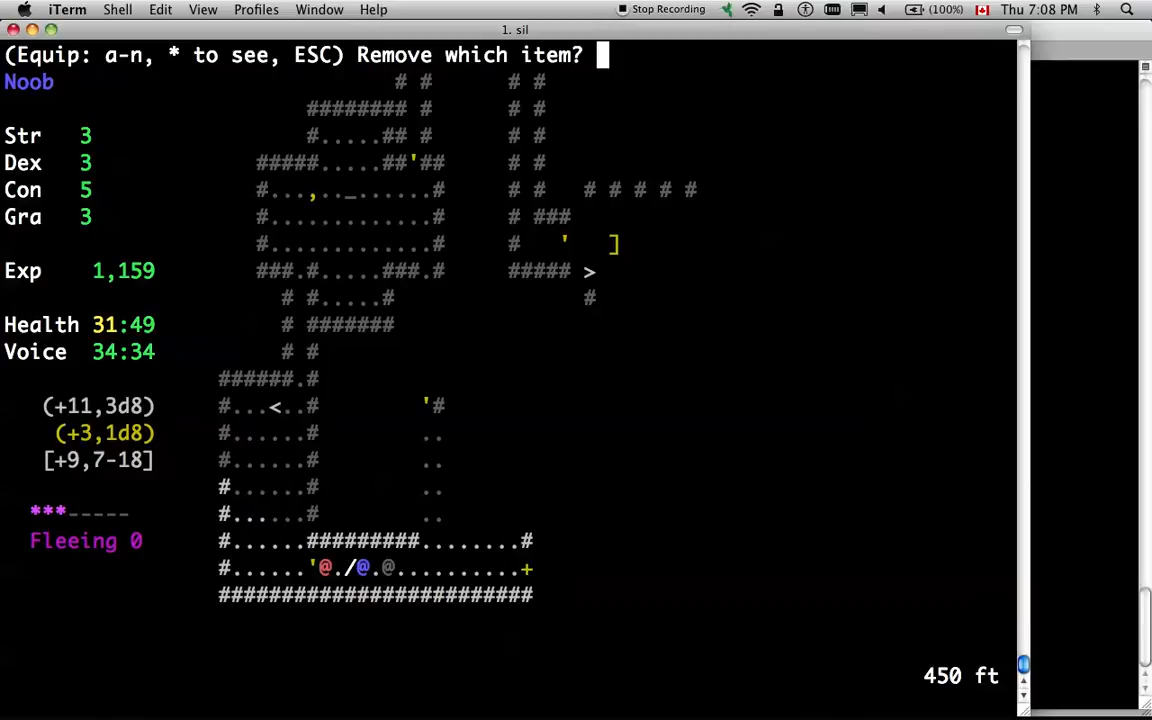 iTerm Shell Edit View Profiles Window Help Stop Recording (100%) Thu 7:08 PM
1. sil
(Equip: a-n, * to see, ESC) Remove which item?
Noob # # # #
######## # # #
Str 3 #.....## # # #
Dex 3 #####.....##'## # #
Con 5 #...,.._......# # # # # # # #
Gra 3 #.............# # ###
#.............# # ' ]
Exp 1,159 ###.#.....###.# ##### >
# #.....# #
Health 31:49 # #######
Voice 34:34 # #
######.#
(+11,3d8) #...<..# '#
(+3,1d8) #......# ..
[+9,7-18] #......# ..
#......# ..
***----- #......# ..
Fleeing 0 #......#########........#
#......'@./@.@..........+
#########################
450 ft